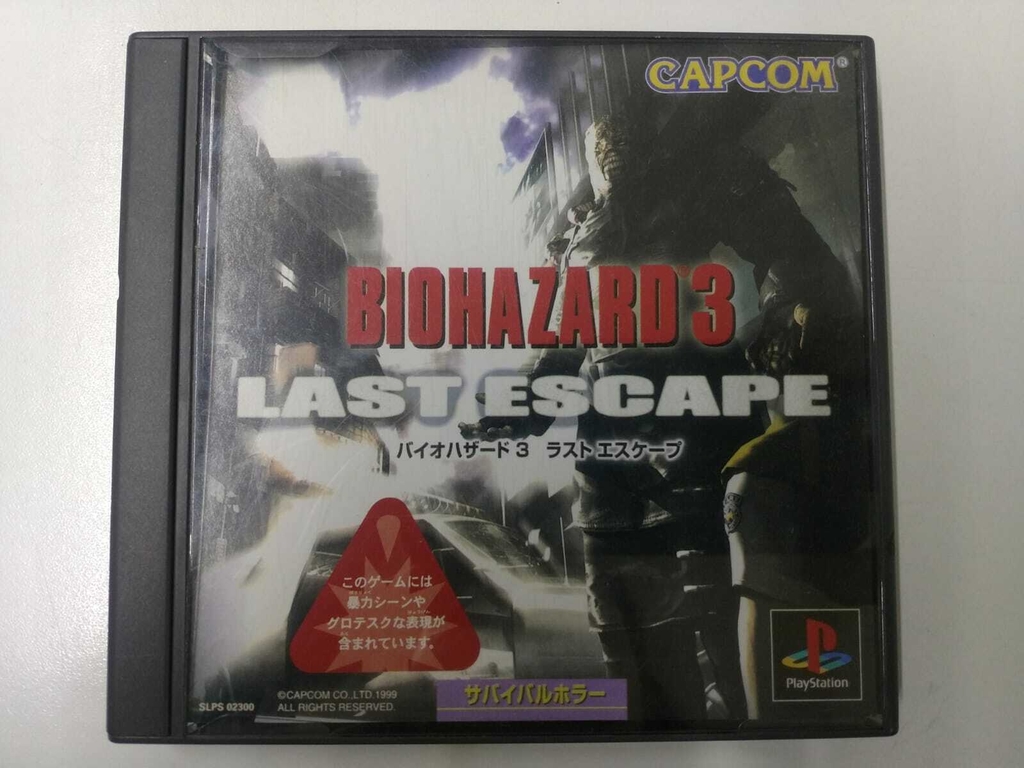 CAPCOM®
BIOHAZARD™ 3
LAST ESCAPE
バイオハザード 3 ラスト エスケープ
このゲームには
暴力シーンや
グロテスクな表現が
含まれています。
SLPS 02300
©CAPCOM CO.,LTD.1999
ALL RIGHTS RESERVED.
サバイバルホラー
PlayStation